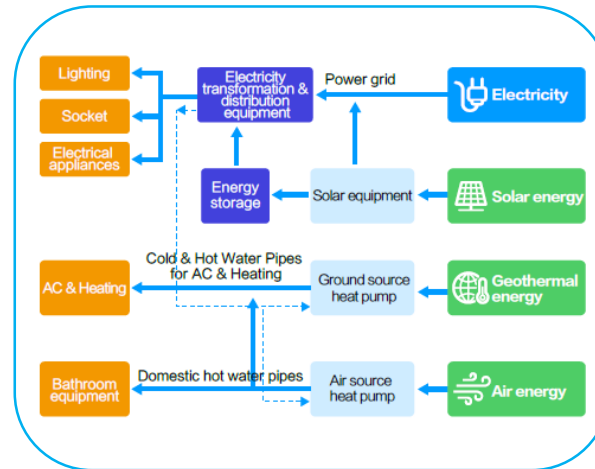 Lighting
Socket
Electrical
appliances
Electricity
transformation &
distribution
equipment
Power grid
Electricity
Energy
storage
Solar equipment
Solar energy
Cold & Hot Water Pipes
for AC & Heating
AC & Heating
Ground source
heat pump
Geothermal
energy
Bathroom
equipment
Domestic hot water pipes
Air source
heat pump
Air energy